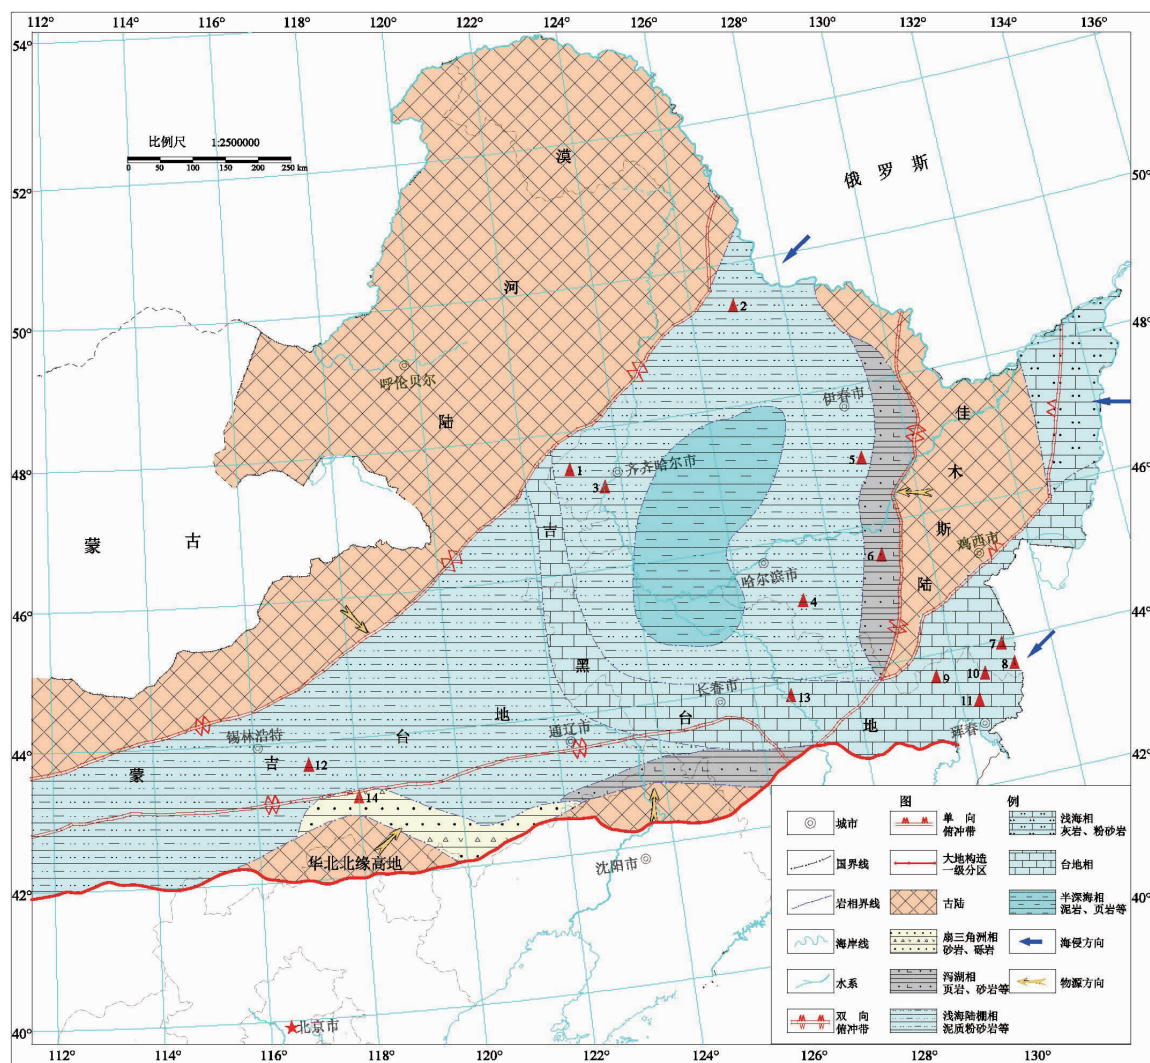 112° 114° 116° 118° 120° 122° 124° 126° 128° 130° 132° 134° 136°
54°
比例尺 1:2500000
0 50 100 150 200 250 km
漠
俄罗斯
50°
52°
2
河
48°
50°
呼伦贝尔
伊春市
佳
陆
48°
1 齐齐哈尔市
5
木
46°
3
吉
蒙古
斯
鸡西市
6
哈尔滨市
陆
46°
4
44°
7
黑
8
9
10
长春市
11
13
地
台
地
台
通辽市
珲春
锡林浩特
42°
44°
蒙
吉
12
14
华北北缘高地
沈阳市
42°
40°
北京市
40°
112 114 116 118 120 122 124 126 128 130°
图例
城市
单向
俯冲带
浅海相
灰岩、粉砂岩
国界线
大地构造
一级分区
台地相
岩相界线
古陆
半深海相
泥岩、页岩等
海岸线
扇三角洲相
砂岩、砾岩
海侵方向
水系
泻湖相
页岩、砂岩等
物源方向
双向
俯冲带
浅海陆棚相
泥质粉砂岩等